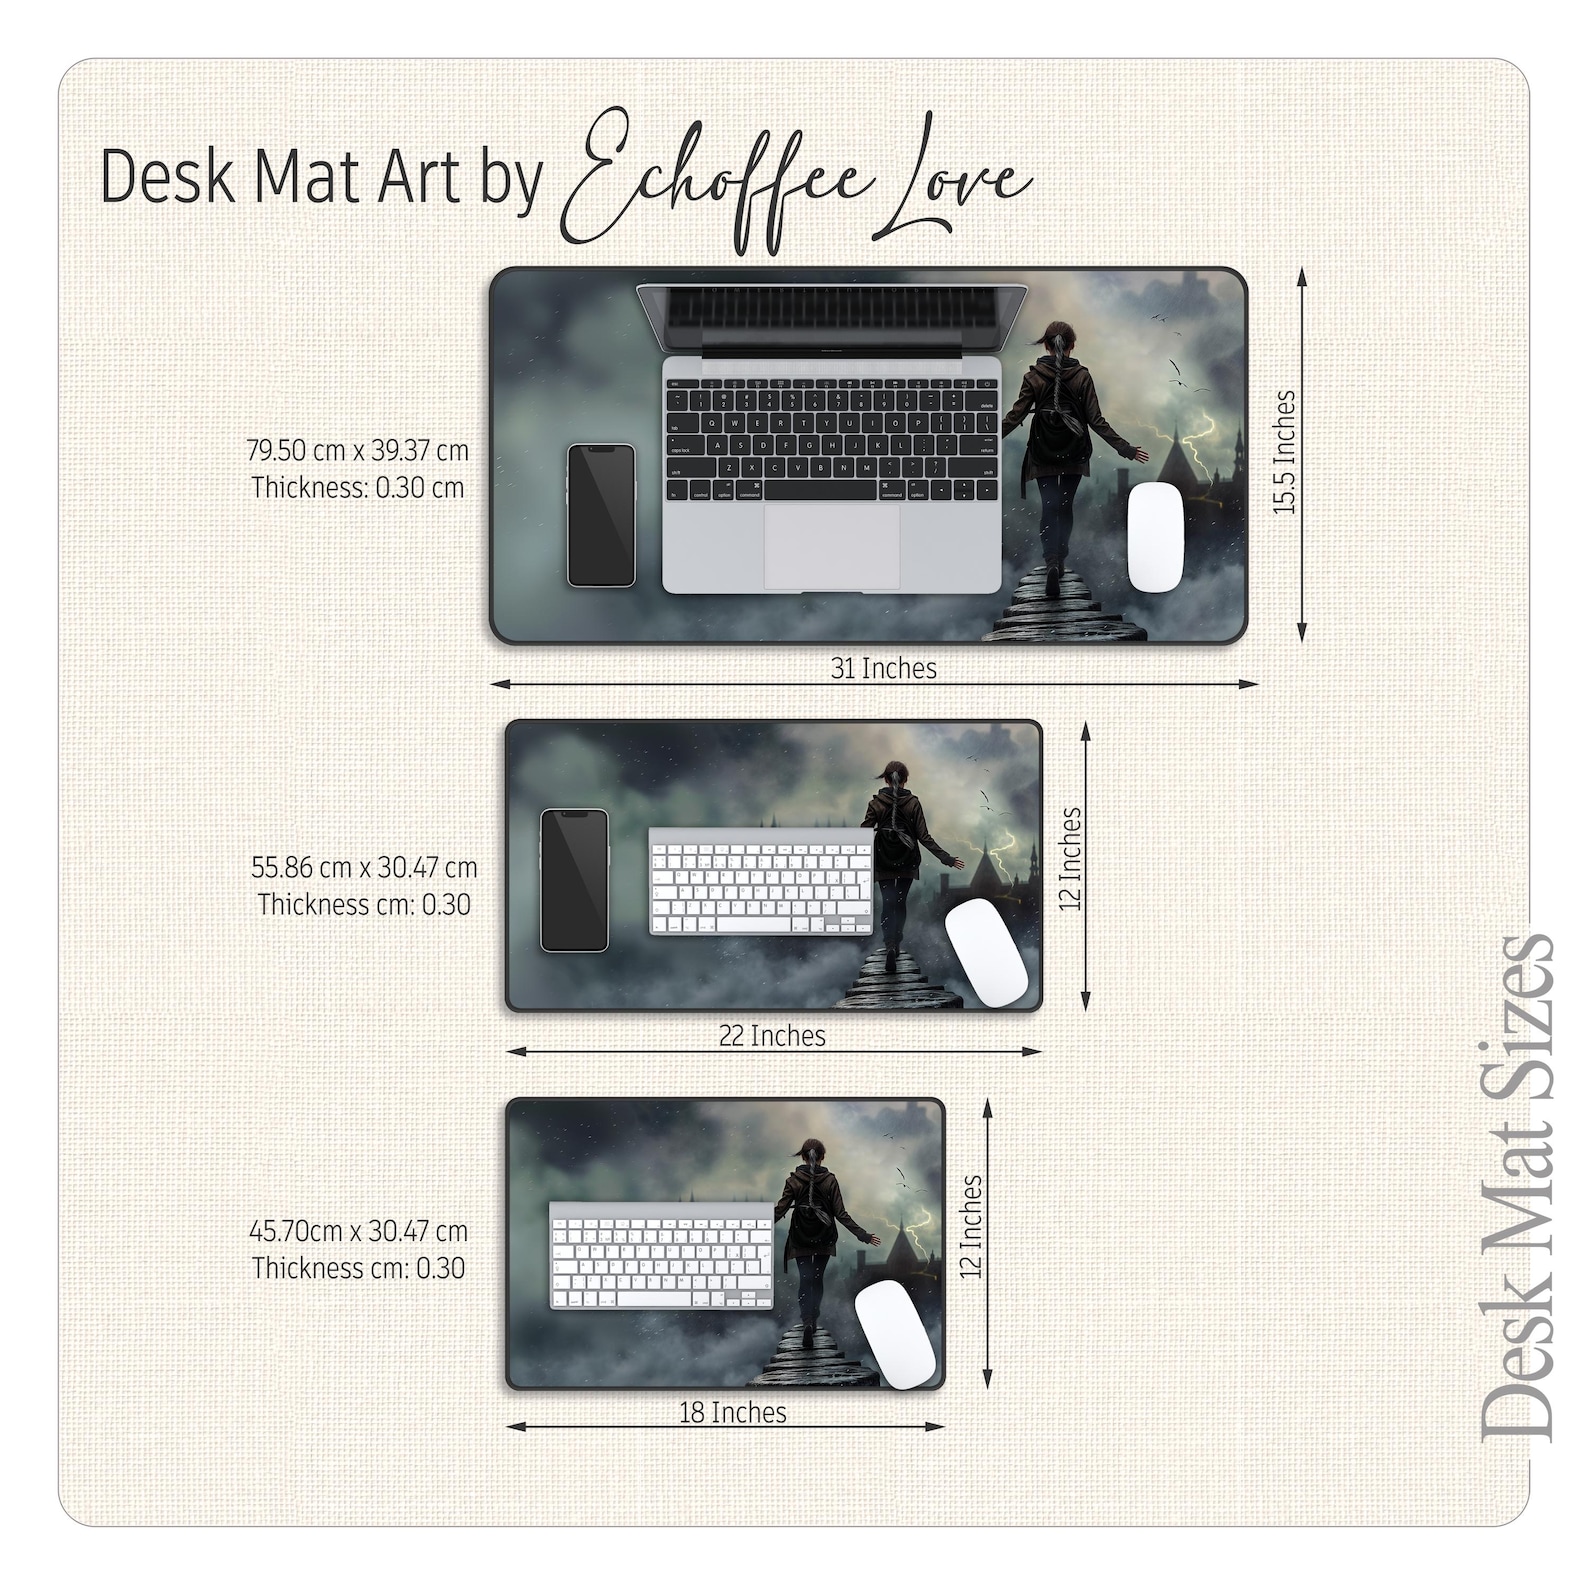 Desk Mat Art by Echoffee Love
79.50 cm x 39.37 cm
Thickness: 0.30 cm
15.5 Inches
31 Inches
55.86 cm x 30.47 cm
Thickness cm: 0.30
12 Inches
22 Inches
45.70cm x 30.47 cm
Thickness cm: 0.30
12 Inches
18 Inches
Desk Mat Sizes